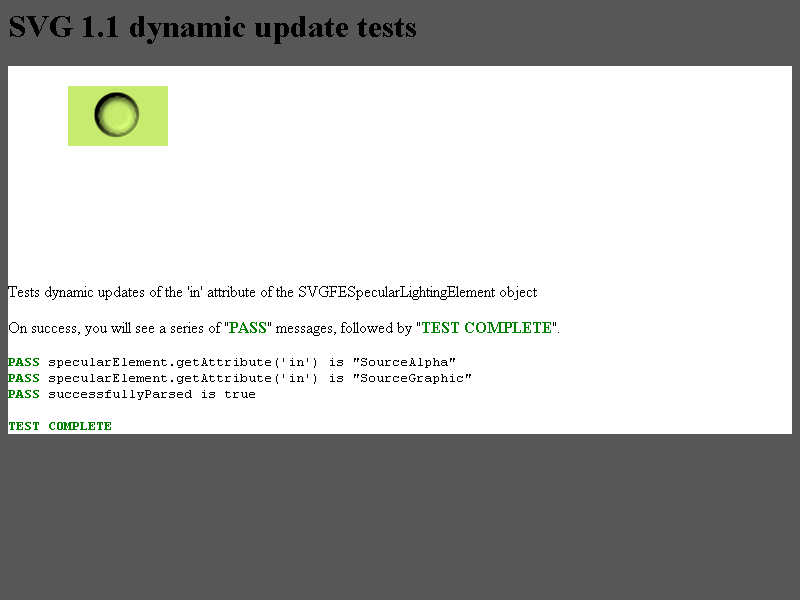 SVG 1.1 dynamic update tests
Tests dynamic updates of the 'in' attribute of the SVGFESpecularLightingElement object
On success, you will see a series of "PASS" messages, followed by "TEST COMPLETE".
PASS specularElement.getAttribute('in') is "SourceAlpha"
PASS specularElement.getAttribute('in') is "SourceGraphic"
PASS successfullyParsed is true
TEST COMPLETE